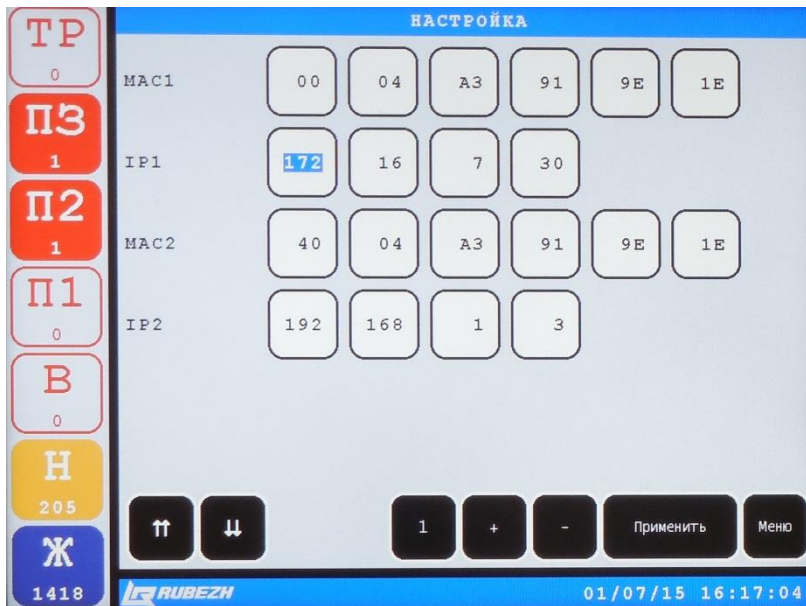 НАСТРОЙКА
ТР
0
П3
1
П2
1
П1
0
В
0
Н
205
Ж
1418
MAC1 00 04 A3 91 9E 1E
IP1 172 16 7 30
MAC2 40 04 A3 91 9E 1E
IP2 192 168 1 3
⇈ ⇊ 1 + - Применить Меню
RUBEZH 01/07/15 16:17:04